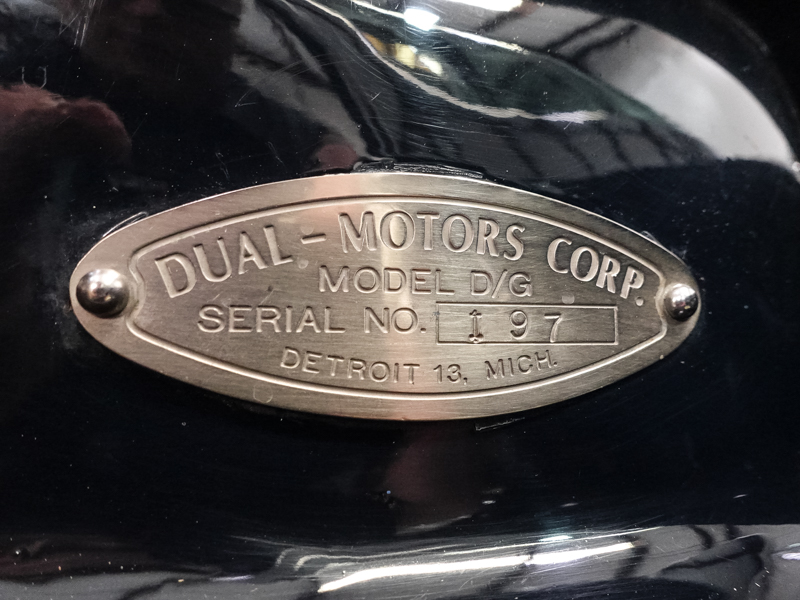 DUAL-MOTORS CORP.
MODEL D/G
SERIAL NO. 197
DETROIT 13, MICH.